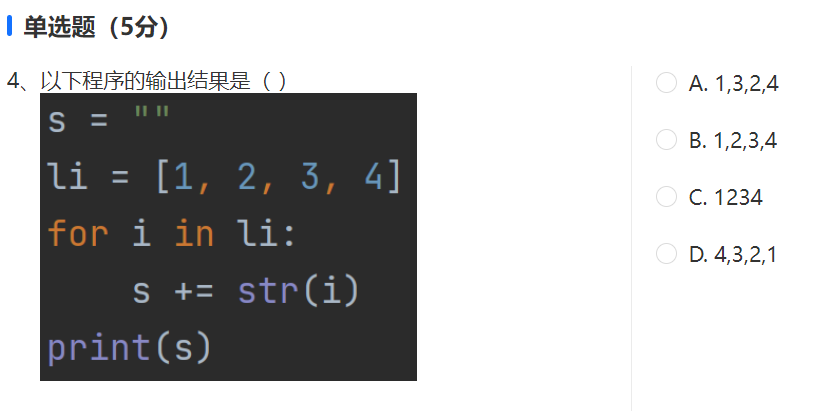 单选题（5分）
4、以下程序的输出结果是（ ）
s = ""
li = [1, 2, 3, 4]
for i in li:
    s += str(i)
print(s)
A. 1,3,2,4
B. 1,2,3,4
C. 1234
D. 4,3,2,1